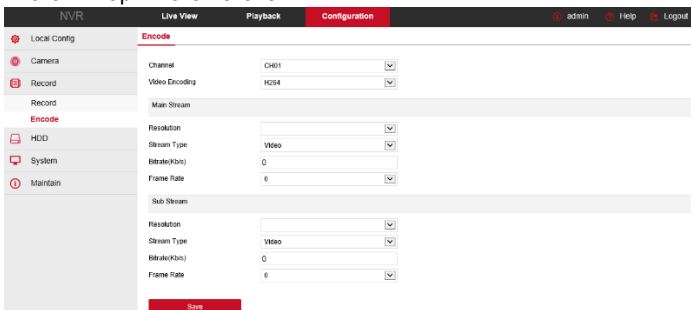 NVR Live View Playback Configuration admin Help Logout
Local Config
Camera
Record
Record
Encode
HDD
System
Maintain
Encode
Channel CH01
Video Encoding H264
Main Stream
Resolution
Stream Type Video
Bitrate(Kb/s) 0
Frame Rate 0
Sub Stream
Resolution
Stream Type Video
Bitrate(Kb/s) 0
Frame Rate 0
Save